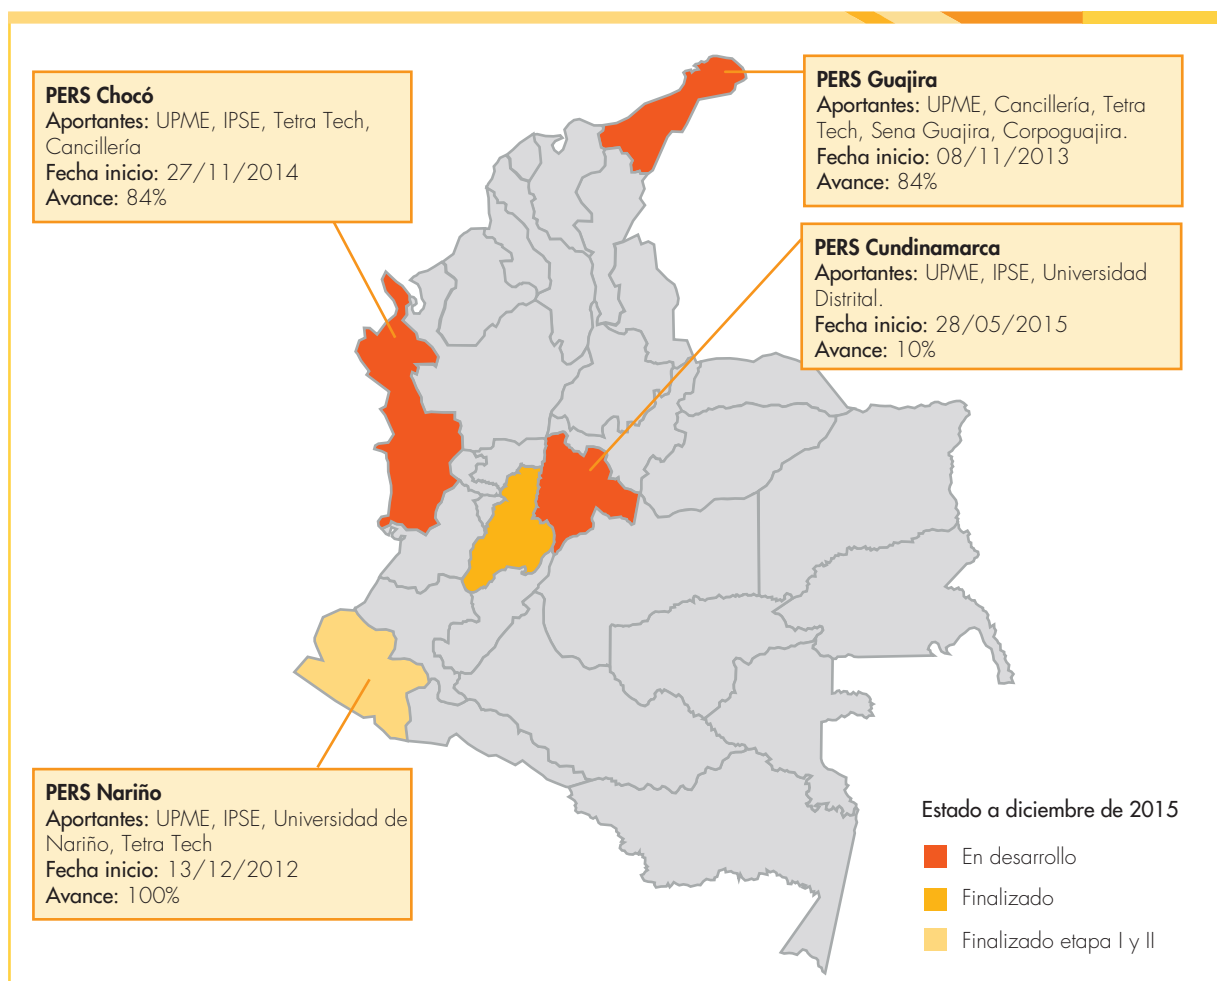 PERS Chocó
Aportantes: UPME, IPSE, Tetra Tech,
Cancillería
Fecha inicio: 27/11/2014
Avance: 84%
PERS Guajira
Aportantes: UPME, Cancillería, Tetra
Tech, Sena Guajira, Corpoguajira.
Fecha inicio: 08/11/2013
Avance: 84%
PERS Cundinamarca
Aportantes: UPME, IPSE, Universidad
Distrital.
Fecha inicio: 28/05/2015
Avance: 10%
PERS Nariño
Aportantes: UPME, IPSE, Universidad de
Nariño, Tetra Tech
Fecha inicio: 13/12/2012
Avance: 100%
Estado a diciembre de 2015
En desarrollo
Finalizado
Finalizado etapa I y II